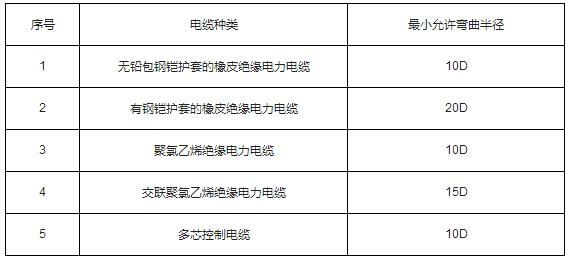 序号 电缆种类 最小允许弯曲半径
1 无铅包钢铠护套的橡皮绝缘电力电缆 10D
2 有钢铠护套的橡皮绝缘电力电缆 20D
3 聚氯乙烯绝缘电力电缆 10D
4 交联聚氯乙烯绝缘电力电缆 15D
5 多芯控制电缆 10D